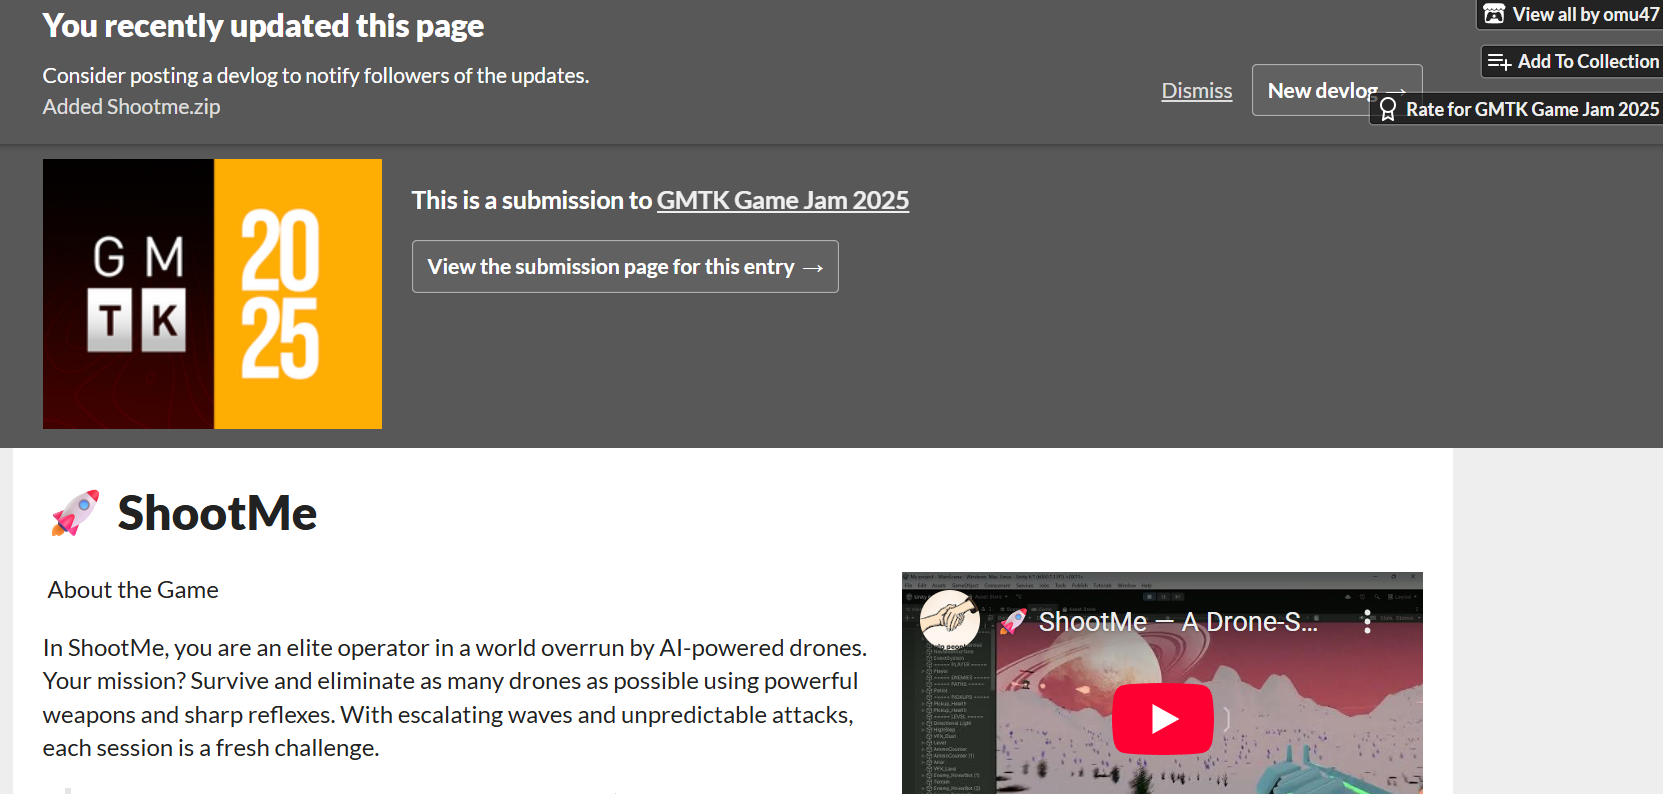 You recently updated this page
View all by omu47
Consider posting a devlog to notify followers of the updates.
Added Shootme.zip
Dismiss
New devlog →
Add To Collection
Rate for GMTK Game Jam 2025
G M
T K
20
25
This is a submission to GMTK Game Jam 2025
View the submission page for this entry →
🚀 ShootMe
About the Game
In ShootMe, you are an elite operator in a world overrun by AI-powered drones.
Your mission? Survive and eliminate as many drones as possible using powerful
weapons and sharp reflexes. With escalating waves and unpredictable attacks,
each session is a fresh challenge.
🚀 ShootMe — A Drone-S...